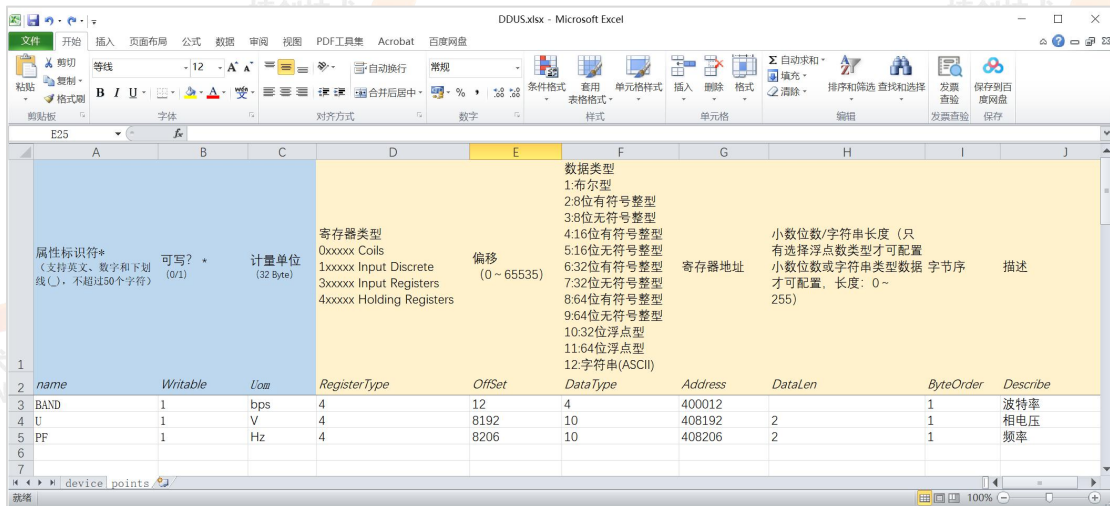 DDUS.xlsx - Microsoft Excel
文件 开始 插入 页面布局 公式 数据 审阅 视图 PDF工具集 Acrobat 百度网盘
粘贴
剪切
复制
格式刷
剪贴板
等线 12
B I U
字体
自动换行
合并后居中
对齐方式
常规
数字
条件格式 套用表格格式 单元格样式
样式
插入 删除 格式
单元格
Σ 自动求和
填充
清除
排序和筛选 查找和选择
编辑
发票查验
发票查验
保存到百度网盘
保存
E25 fx
A B C D E F G H I J
1
属性标识符*
(支持英文、数字和下划
线(_), 不超过50个字符)
可写? *
(0/1)
计量单位
(32 Byte)
寄存器类型
0xxxxx Coils
1xxxxx Input Discrete
3xxxxx Input Registers
4xxxxx Holding Registers
偏移
(0~65535)
数据类型
1:布尔型
2:8位有符号整型
3:8位无符号整型
4:16位有符号整型
5:16位无符号整型
6:32位有符号整型
7:32位无符号整型
8:64位有符号整型
9:64位无符号整型
10:32位浮点型
11:64位浮点型
12:字符串(ASCII)
寄存器地址
小数位数/字符串长度(只
有选择浮点数类型才可配置
小数位数或字符串类型数据
才可配置, 长度: 0~
255)
字节序
描述
2 name Writable Uom RegisterType OffSet DataType Address DataLen ByteOrder Describe
3 BAND 1 bps 4 12 4 400012 1 波特率
4 U 1 V 4 8192 10 408192 2 1 相电压
5 PF 1 Hz 4 8206 10 408206 2 1 频率
6
7
device points
就绪 100%